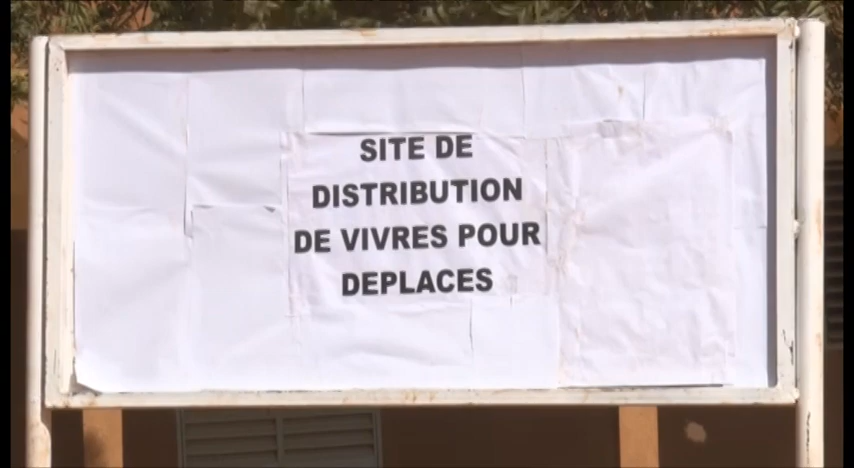 SITE DE
DISTRIBUTION
DE VIVRES POUR
DEPLACES